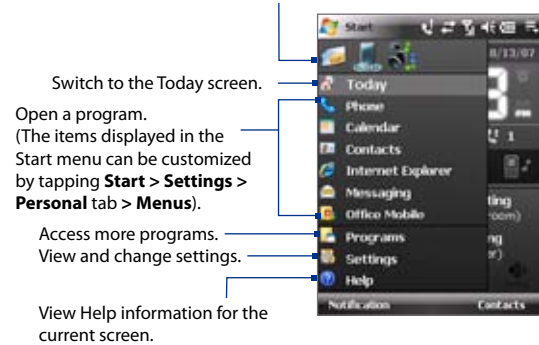 Start
8/13/07
Switch to the Today screen.
Today
Open a program.
(The items displayed in the
Start menu can be customized
by tapping Start > Settings >
Personal tab > Menus).
Phone
Calendar
Contacts
Internet Explorer
Messaging
Office Mobile
Access more programs.
Programs
View and change settings.
Settings
Help
View Help information for the
current screen.
Notification
Contacts